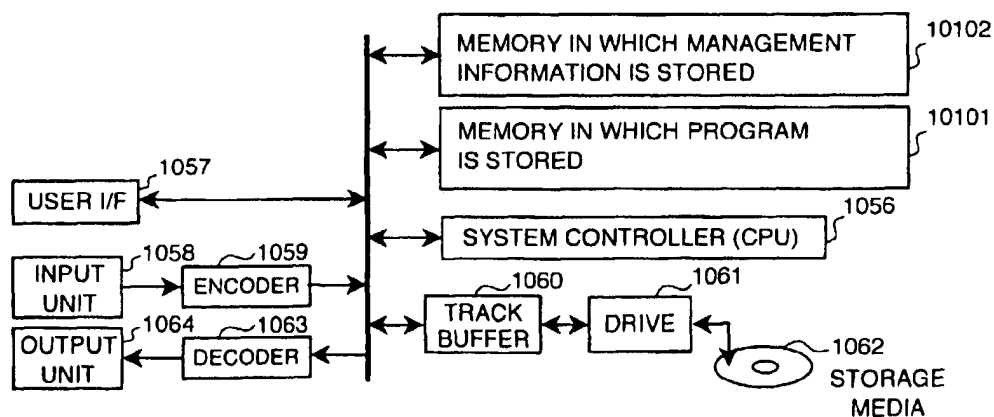 10102
MEMORY IN WHICH MANAGEMENT
INFORMATION IS STORED
10101
MEMORY IN WHICH PROGRAM
IS STORED
1057
USER I/F
1056
SYSTEM CONTROLLER (CPU)
1058
INPUT
UNIT
1059
ENCODER
1060
TRACK
BUFFER
1061
DRIVE
1064
OUTPUT
UNIT
1063
DECODER
1062
STORAGE
MEDIA